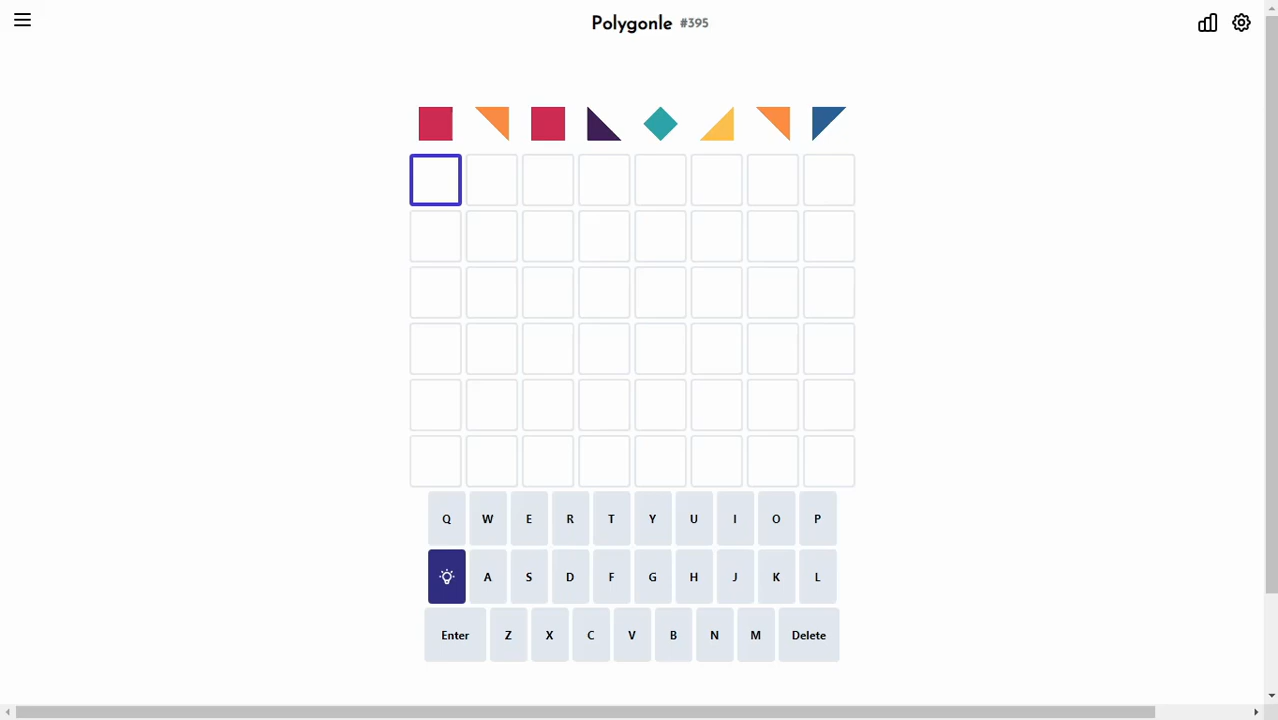 Polygonle #395
Q W E R T Y U I O P
A S D F G H J K L
Enter Z X C V B N M Delete